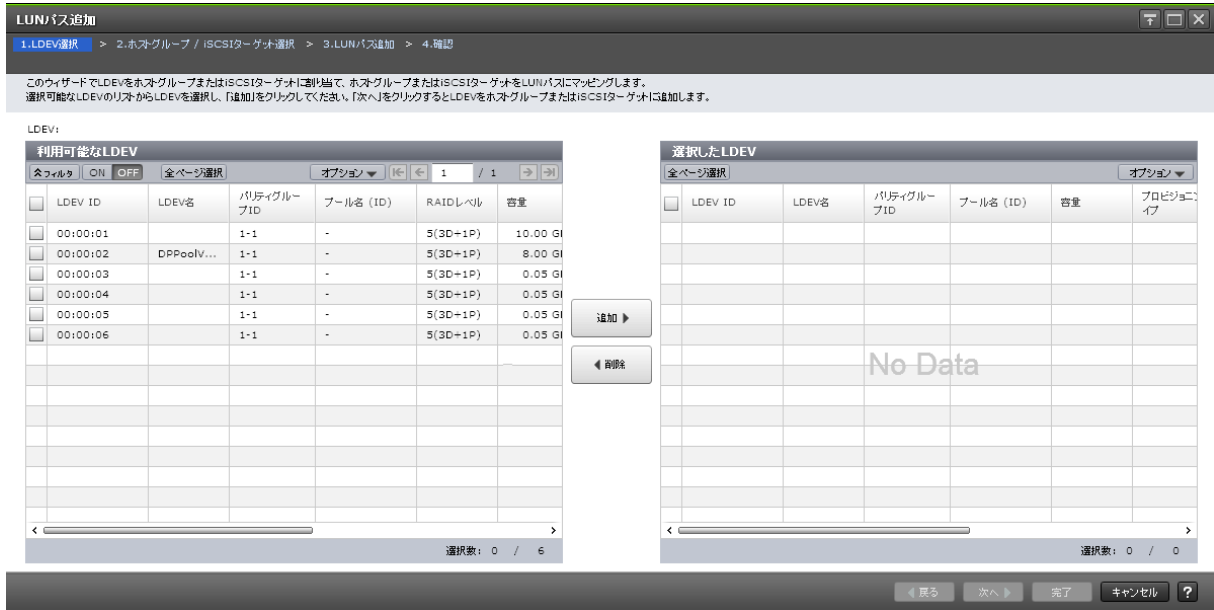 LUNパス追加
1.LDEV選択 > 2.ホストグループ / iSCSIターゲット選択 > 3.LUNパス追加 > 4.確認
このウィザードでLDEVをホストグループまたはiSCSIターゲットに割り当て、ホストグループまたはiSCSIターゲットをLUNパスにマッピングします。
選択可能なLDEVのリストからLDEVを選択し、「追加」をクリックしてください。「次へ」をクリックするとLDEVをホストグループまたはiSCSIターゲットに追加します。
LDEV:
利用可能なLDEV
フィルタ ON OFF 全ページ選択 オプション 1 / 1
LDEV ID LDEV名 パリティグルー プール名 (ID) RAIDレベル 容量
プID
00:00:01 1-1 - 5(3D+1P) 10.00 G
00:00:02 DPPoolV... 1-1 - 5(3D+1P) 8.00 G
00:00:03 1-1 - 5(3D+1P) 0.05 G
00:00:04 1-1 - 5(3D+1P) 0.05 G
00:00:05 1-1 - 5(3D+1P) 0.05 G
00:00:06 1-1 - 5(3D+1P) 0.05 G
選択数: 0 / 6
追加
削除
選択したLDEV
全ページ選択 オプション
LDEV ID LDEV名 パリティグルー プール名 (ID) 容量 プロビジョニン
プID イプ
No Data
選択数: 0 / 0
戻る 次へ 完了 キャンセル ?